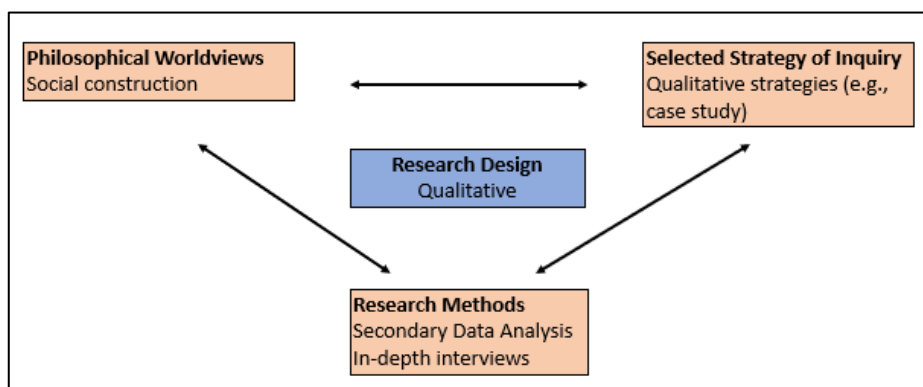 Philosophical Worldviews
Social construction
Selected Strategy of Inquiry
Qualitative strategies (e.g.,
case study)
Research Design
Qualitative
Research Methods
Secondary Data Analysis
In-depth interviews